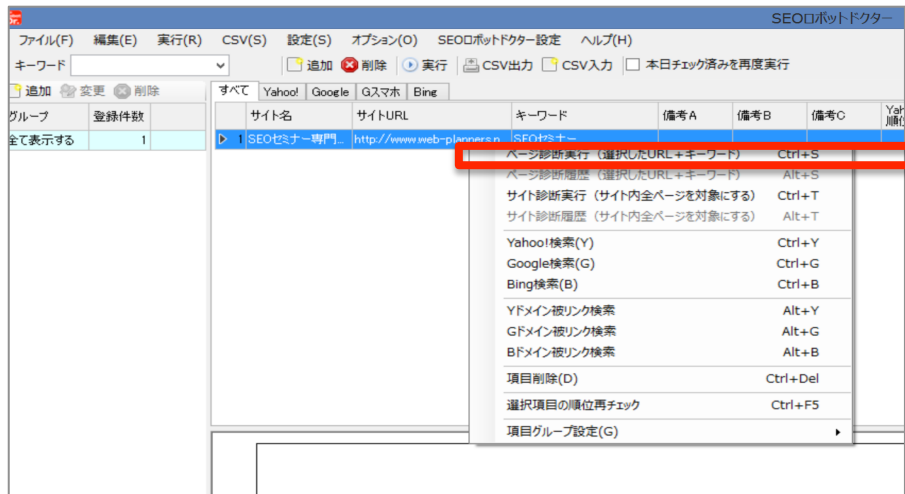 SEOロボットドクター
ファイル(F) 編集(E) 実行(R) CSV(S) 設定(S) オプション(O) SEOロボットドクター設定 ヘルプ(H)
キーワード 追加 削除 実行 CSV出力 CSV入力 本日チェック済みを再度実行
追加 変更 削除 すべて Yahoo! Google Gスマホ Bing
グループ 登録件数 サイト名 サイトURL キーワード 備考A 備考B 備考C Yah
順位
全て表示する 1 1 SEOセミナー専門... http://www.web-planners.n... SEOセミナー
ページ診断実行（選択したURL＋キーワード） Ctrl+S
ページ診断履歴（選択したURL＋キーワード） Alt+S
サイト診断実行（サイト内全ページを対象にする） Ctrl+T
サイト診断履歴（サイト内全ページを対象にする） Alt+T
Yahoo!検索(Y) Ctrl+Y
Google検索(G) Ctrl+G
Bing検索(B) Ctrl+B
Yドメイン被リンク検索 Alt+Y
Gドメイン被リンク検索 Alt+G
Bドメイン被リンク検索 Alt+B
項目削除(D) Ctrl+Del
選択項目の順位再チェック Ctrl+F5
項目グループ設定(G)